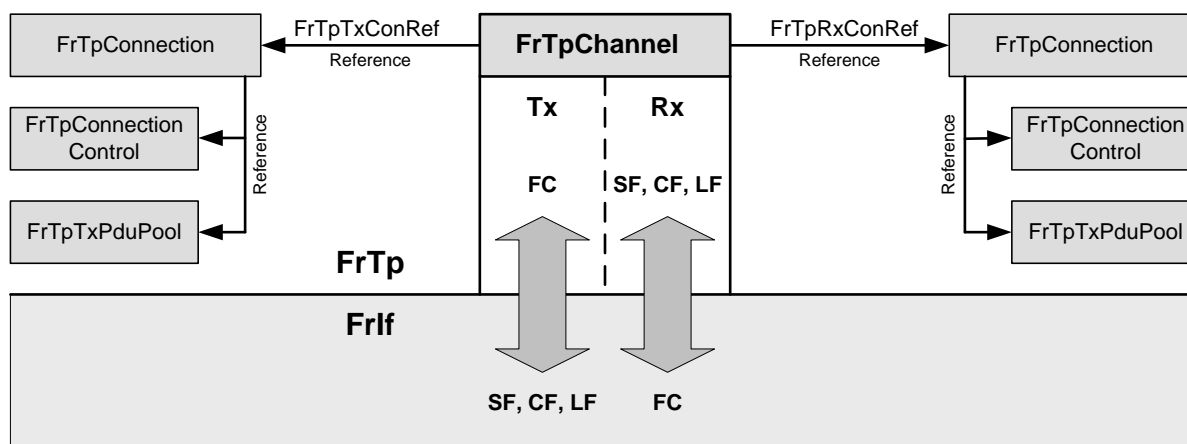 FrTpConnection
FrTpTxConRef
Reference
FrTpChannel
FrTpRxConRef
Reference
FrTpConnection
FrTpConnection
Control
Reference
FrTpTxPduPool
Tx
Rx
FC
SF, CF, LF
Reference
FrTpConnection
Control
FrTpTxPduPool
FrTp
FrIf
SF, CF, LF
FC